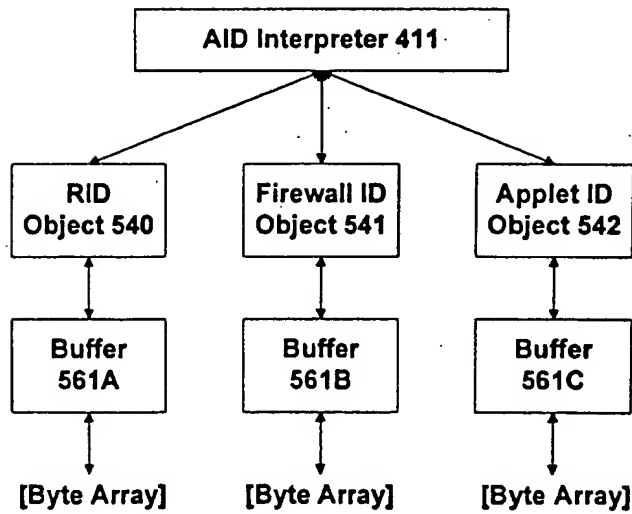 AID Interpreter 411
RID
Object 540
Firewall ID
Object 541
Applet ID
Object 542
Buffer
561A
Buffer
561B
Buffer
561C
[Byte Array]
[Byte Array]
[Byte Array]